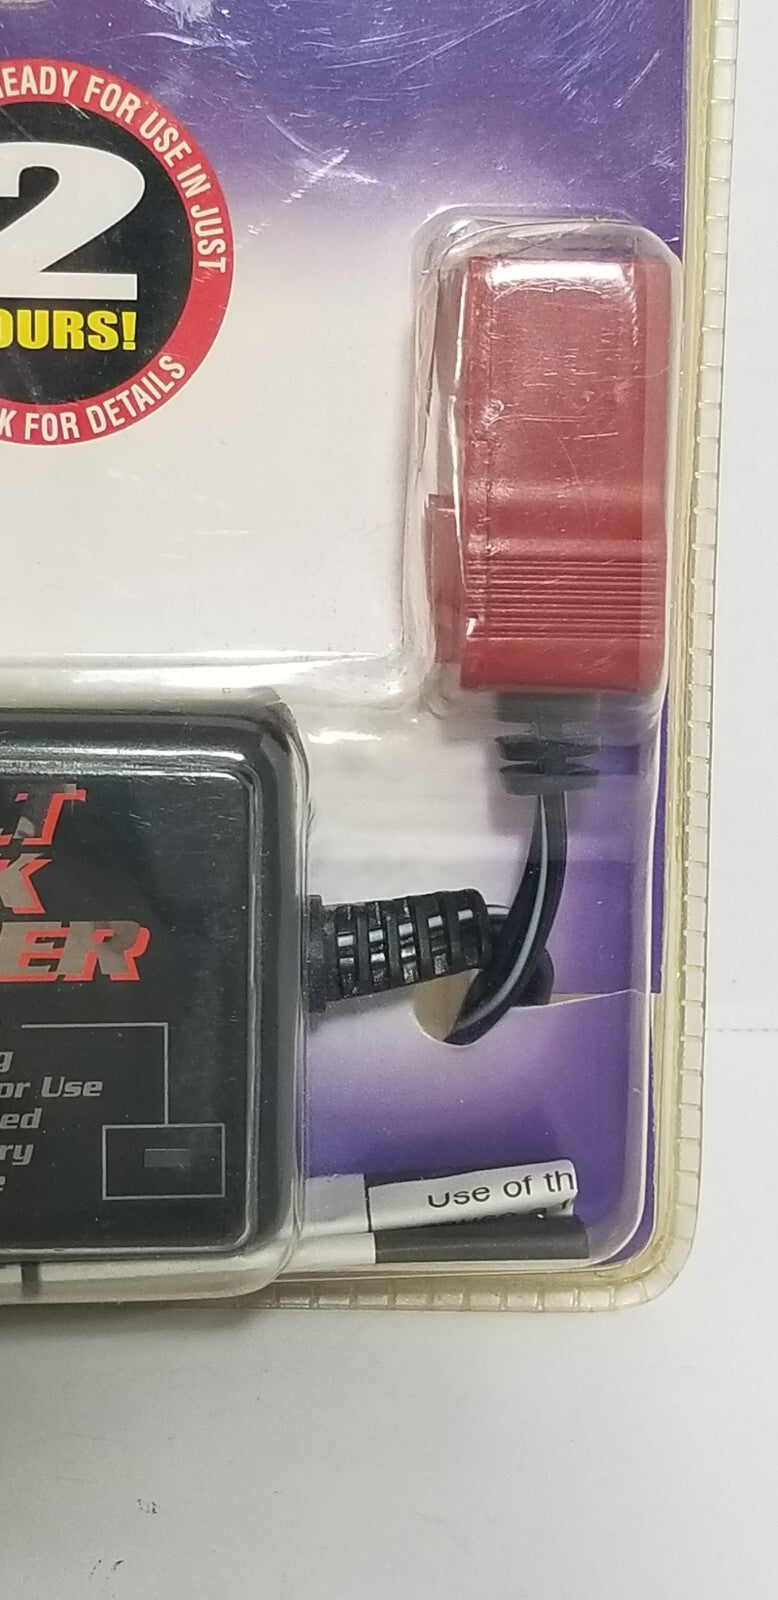 READY FOR USE IN JUST
2
OURS!
K FOR DETAILS
ER
g
or Use
ed
ry
e
Use of th